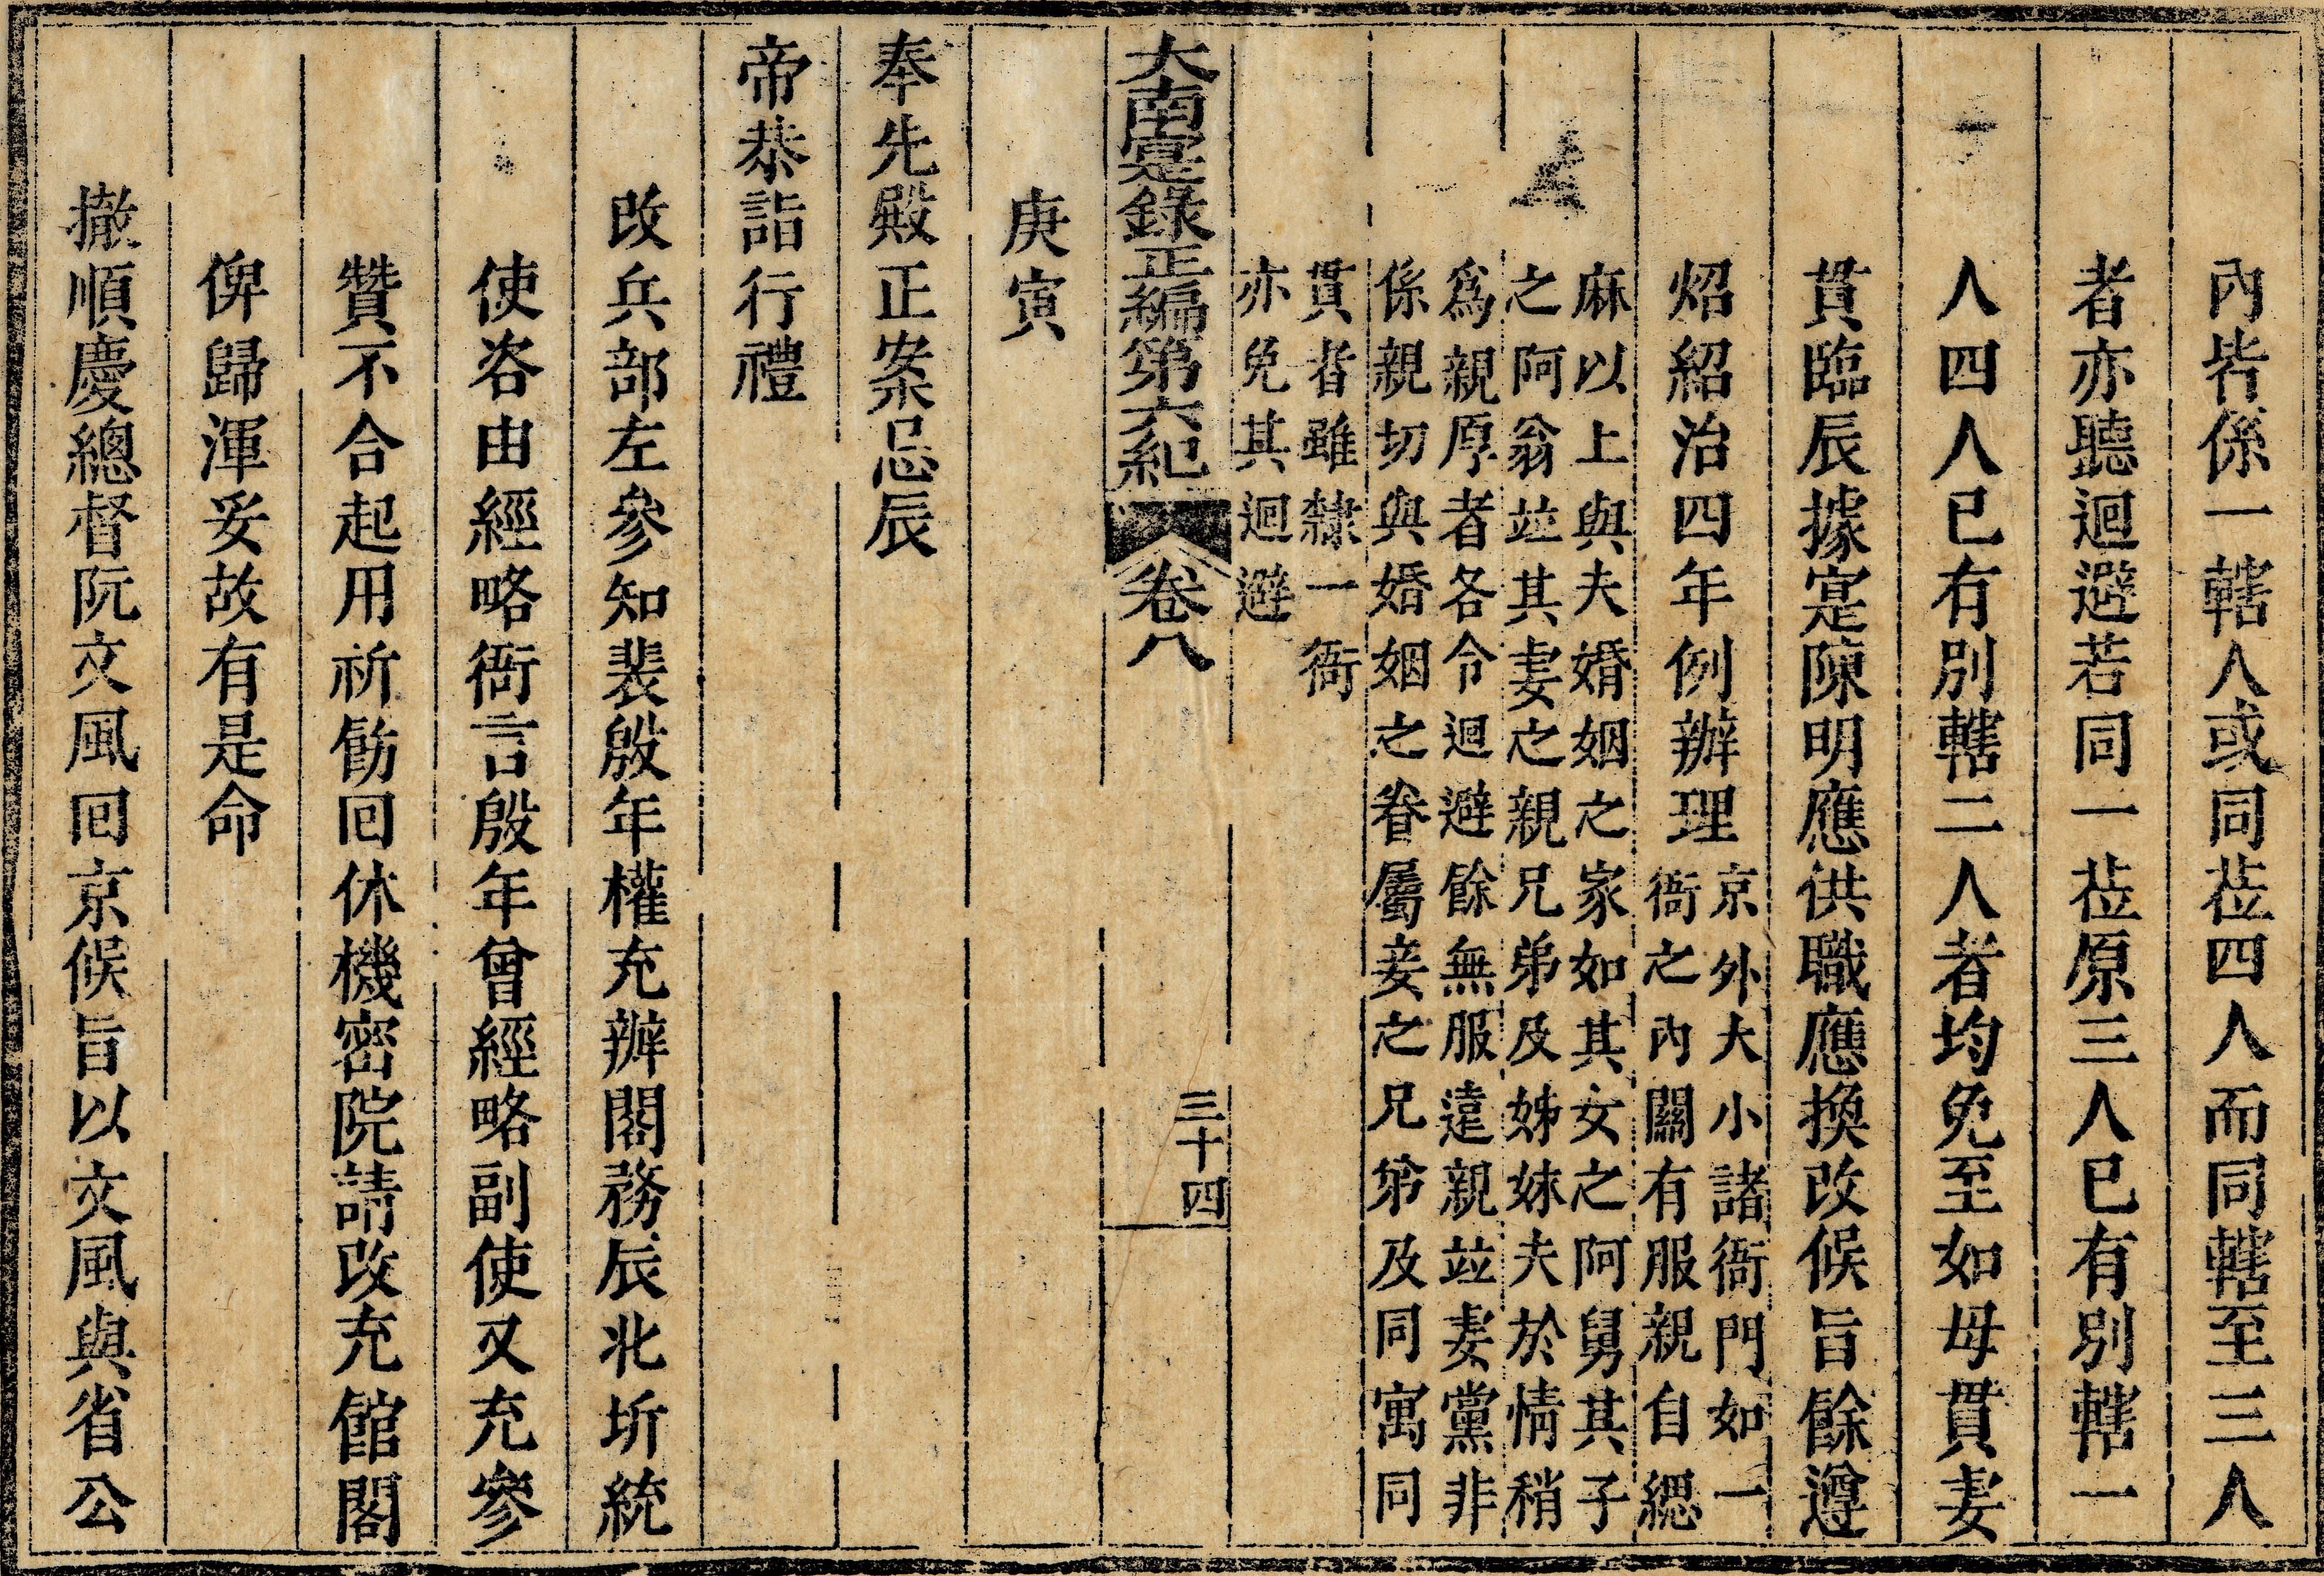 內皆係一轄人或同莅四人而同轄至三人
者亦聽迴避若同一莅原三人已有別轄一
人四人已有別轄二人者均免至如母貫妻
貫臨辰據寔陳明應供職應換改候旨餘遵
炤紹治四年例辦理
京外大小諸衙門如一
衙之內關有服親自緦
麻以上與夫婚姻之家如其女之阿舅其子
之阿翁竝其妻之親兄弟及姊妹夫於情稍
爲親厚者各令迴避餘無服遠親竝妻黨非
係親切與婚姻之眷屬妾之兄弟及同寓同
貫者雖隸一衙
亦免其迴避
大南寔錄正編第六紀 卷八 三十四
庚寅
奉先殿正案忌辰
帝恭詣行禮
改兵部左參知裴殷年權充辦閣務辰北圻統
使咨由經略衙言殷年曾經略副使又充參
贊不合起用祈飭回休機密院請改充館閣
俾歸渾妥故有是命
撤順慶總督阮文風回京候旨以文風與省公